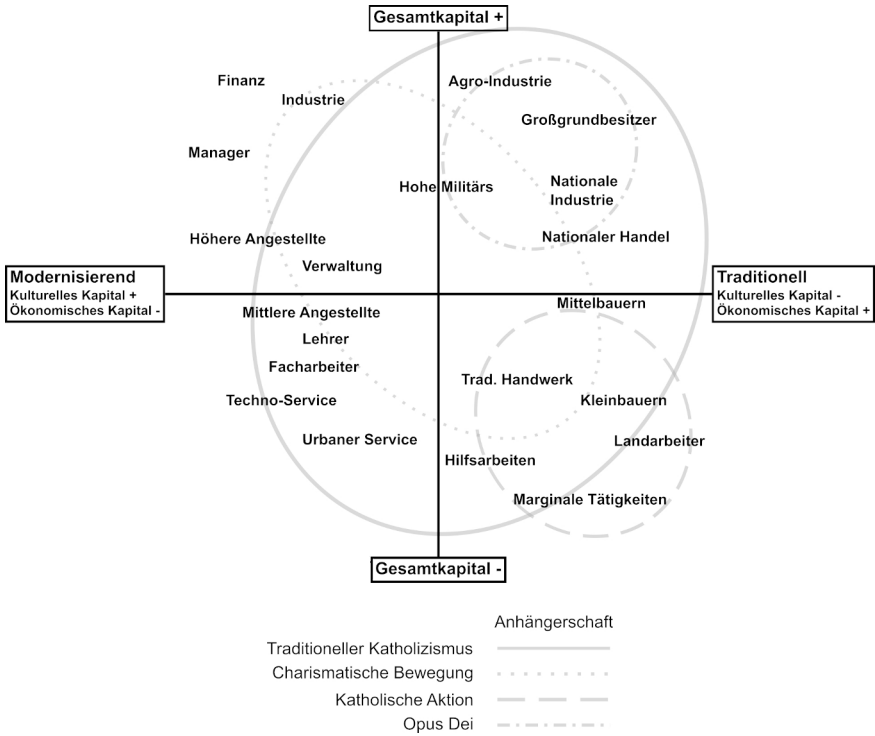 Gesamtkapital +
Finanz
Agro-Industrie
Industrie
Großgrundbesitzer
Manager
Hohe Militärs
Nationale
Industrie
Höhere Angestellte
Nationaler Handel
Verwaltung
Modernisierend
Kulturelles Kapital +
Ökonomisches Kapital -
Traditionell
Kulturelles Kapital -
Ökonomisches Kapital +
Mittelbauern
Mittlere Angestellte
Lehrer
Facharbeiter
Trad. Handwerk
Techno-Service
Kleinbauern
Urbaner Service
Landarbeiter
Hilfsarbeiten
Marginale Tätigkeiten
Gesamtkapital -
Anhängerschaft
Traditioneller Katholizismus
Charismatische Bewegung
Katholische Aktion
Opus Dei